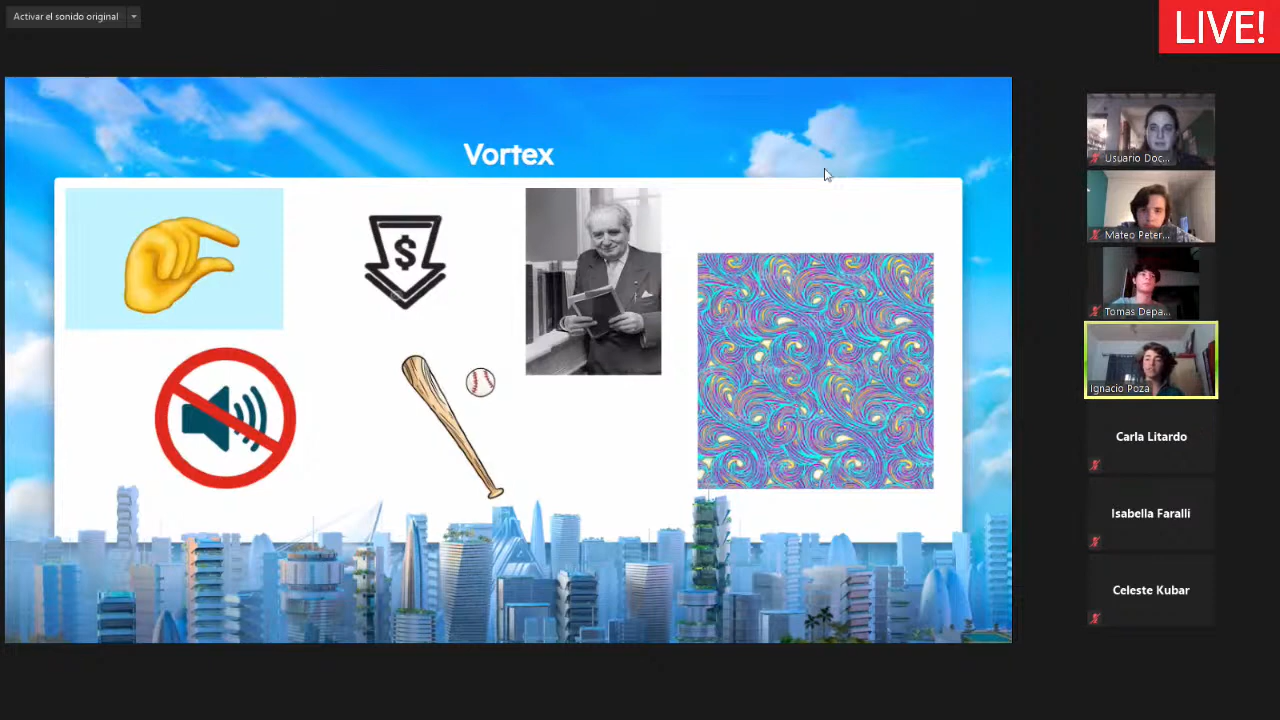 Activar el sonido original
LIVE!
Vortex
$
Usuario Doc...
Mateo Peter...
Tomas Depa...
Ignacio Poza
Carla Litardo
Isabella Faralli
Celeste Kubar